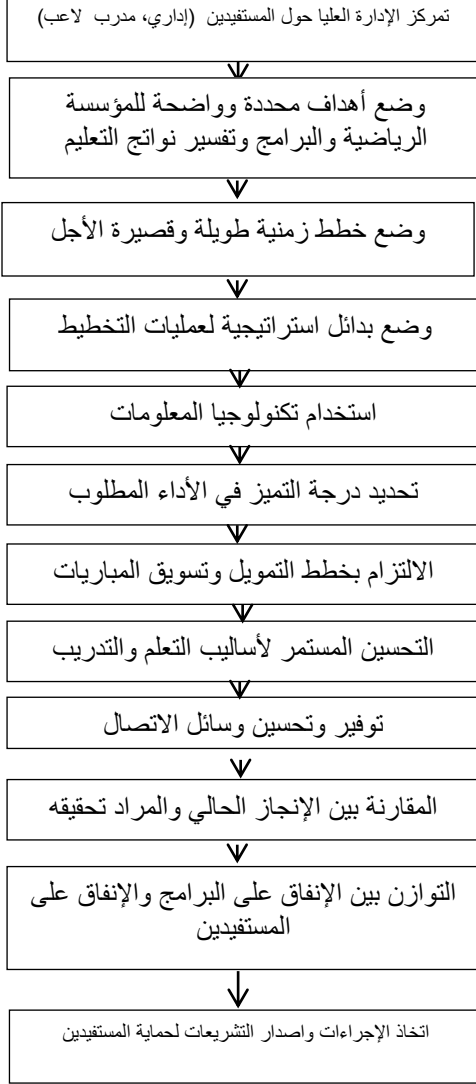 تمركز الإدارة العليا حول المستفيدين (إداري، مدرب لاعب)
وضع أهداف محددة وواضحة للمؤسسة
الرياضية والبرامج وتفسير نواتج التعليم
وضع خطط زمنية طويلة وقصيرة الأجل
وضع بدائل استراتيجية لعمليات التخطيط
استخدام تكنولوجيا المعلومات
تحديد درجة التميز في الأداء المطلوب
الالتزام بخطط التمويل وتسويق المباريات
التحسين المستمر لأساليب التعلم والتدريب
توفير وتحسين وسائل الاتصال
المقارنة بين الإنجاز الحالي والمراد تحقيقه
التوازن بين الإنفاق على البرامج والإنفاق على
المستفيدين
اتخاذ الإجراءات واصدار التشريعات لحماية المستفيدين